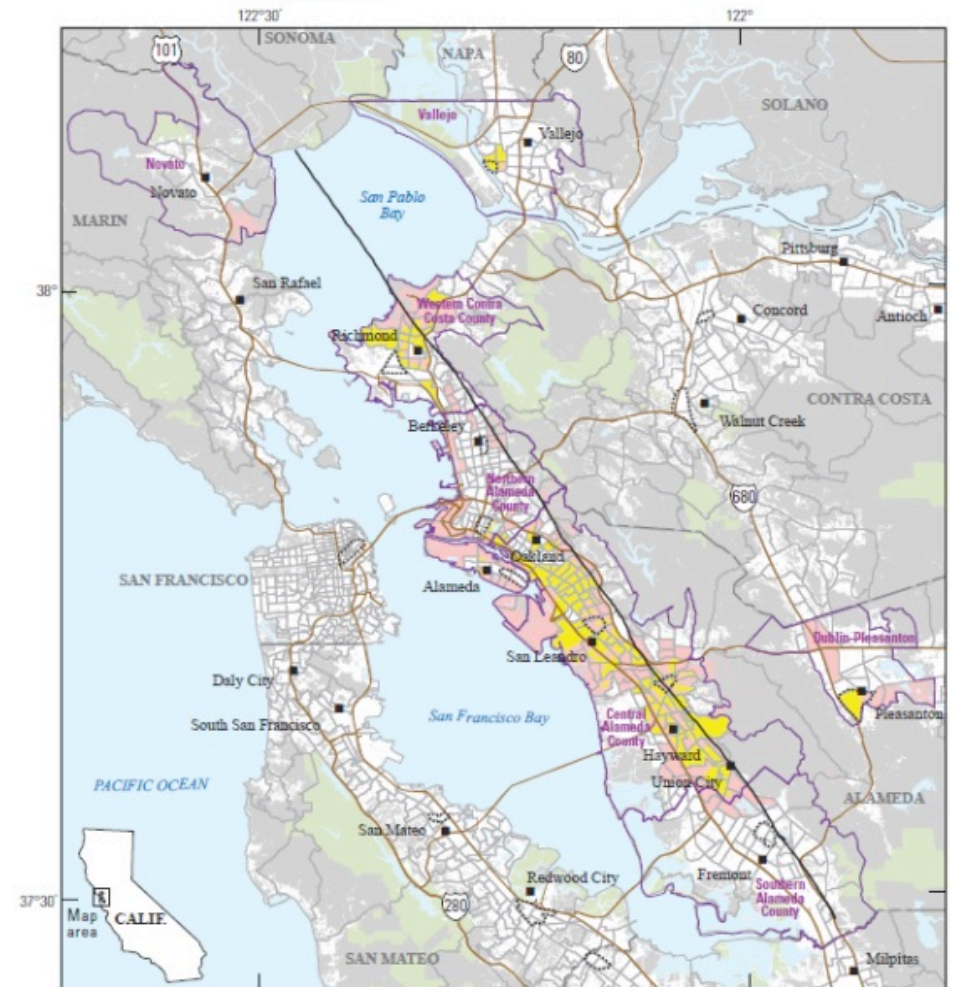 122°30'
122°
101
SONOMA
NAPA
80
SOLANO
Vallejo
Vallejo
Novato
Novato
San Pablo
Bay
MARIN
Pittsburg
San Rafael
38°
Western Contra
Costa County
Concord
Antioch
Richmond
CONTRA COSTA
Berkeley
Walnut Creek
Northern
Alameda
County
680
Oakland
SAN FRANCISCO
Alameda
Dublin-Pleasanton
San Leandro
Daly City
South San Francisco
San Francisco Bay
Central
Alameda
County
Pleasanton
Hayward
Union City
PACIFIC OCEAN
ALAMEDA
San Mateo
Fremont
Redwood City
Southern
Alameda
County
37°30'
280
Map
area
CALIF.
SAN MATEO
Milpitas